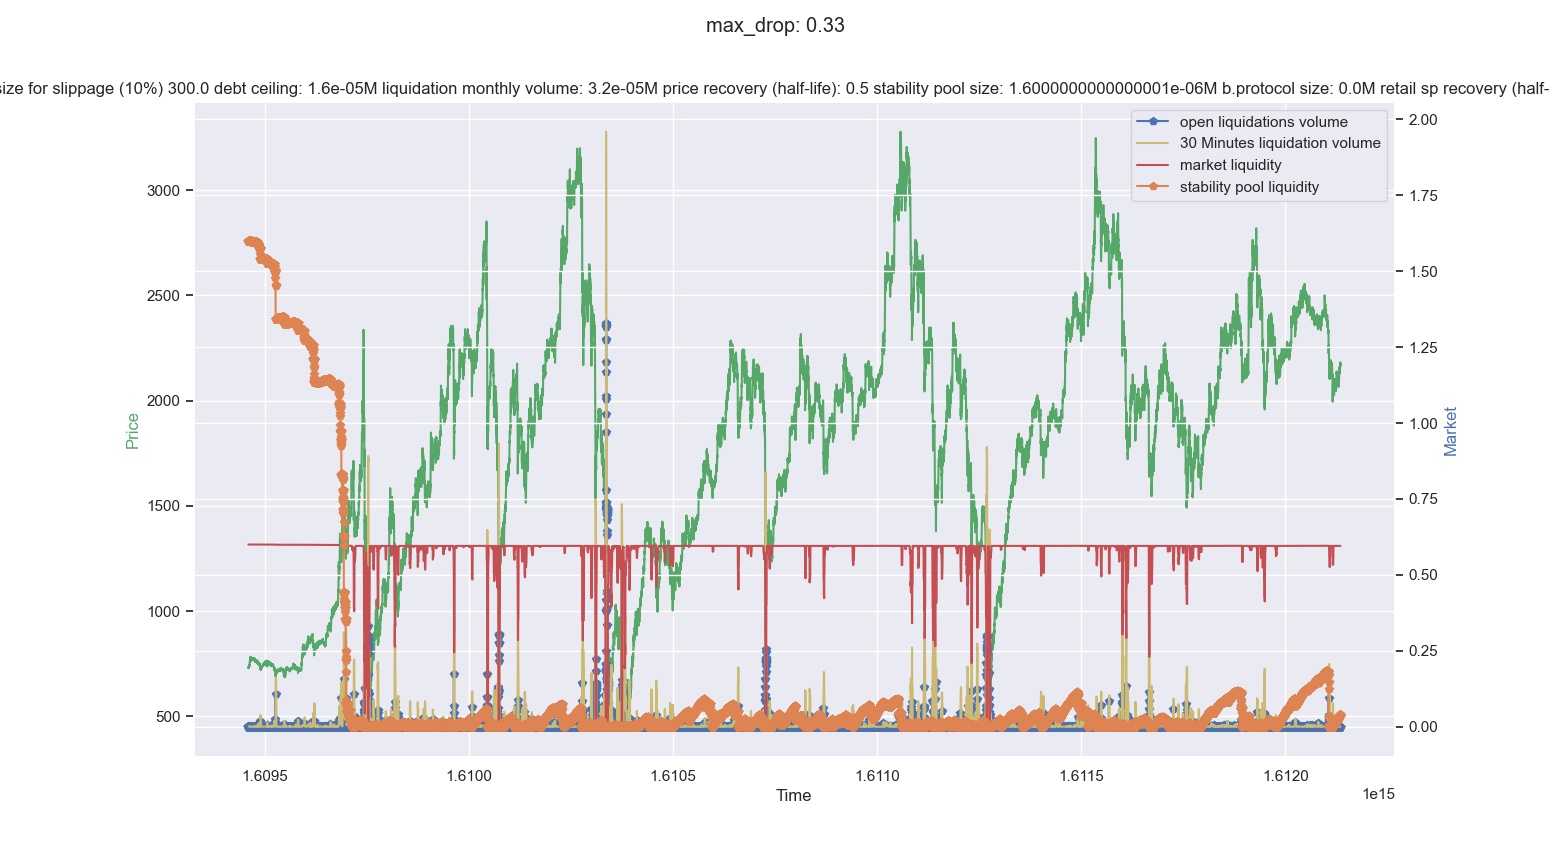 max_drop: 0.33
size for slippage (10%) 300.0 debt ceiling: 1.6e-05M liquidation monthly volume: 3.2e-05M price recovery (half-life): 0.5 stability pool size: 1.6000000000000001e-06M b.protocol size: 0.0M retail sp recovery (half-
open liquidations volume
30 Minutes liquidation volume
market liquidity
stability pool liquidity
3000
2500
2000
1500
1000
500
Price
2.00
1.75
1.50
1.25
1.00
0.75
0.50
0.25
0.00
Market
1.6095
1.6100
1.6105
1.6110
1.6115
1.6120
Time
1e15